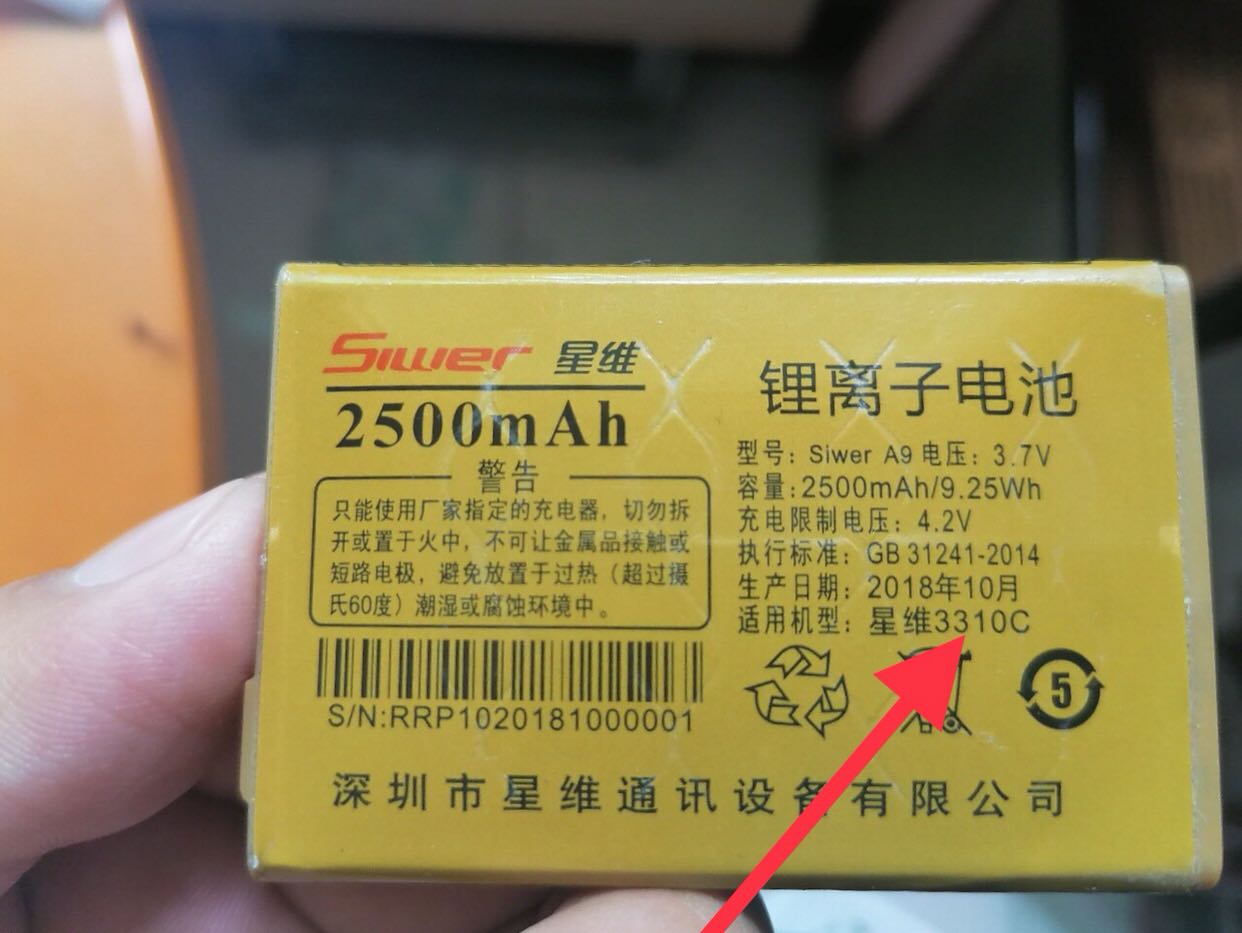 Siwer 星维
2500mAh
警告
只能使用厂家指定的充电器，切勿拆
开或置于火中，不可让金属品接触或
短路电极，避免放置于过热（超过摄
氏60度）潮湿或腐蚀环境中。
S/N:RRP1020181000001
锂离子电池
型号：Siwer A9 电压：3.7V
容量:2500mAh/9.25Wh
充电限制电压：4.2V
执行标准：GB 31241-2014
生产日期：2018年10月
适用机型：星维3310C
5
深圳市星维通讯设备有限公司